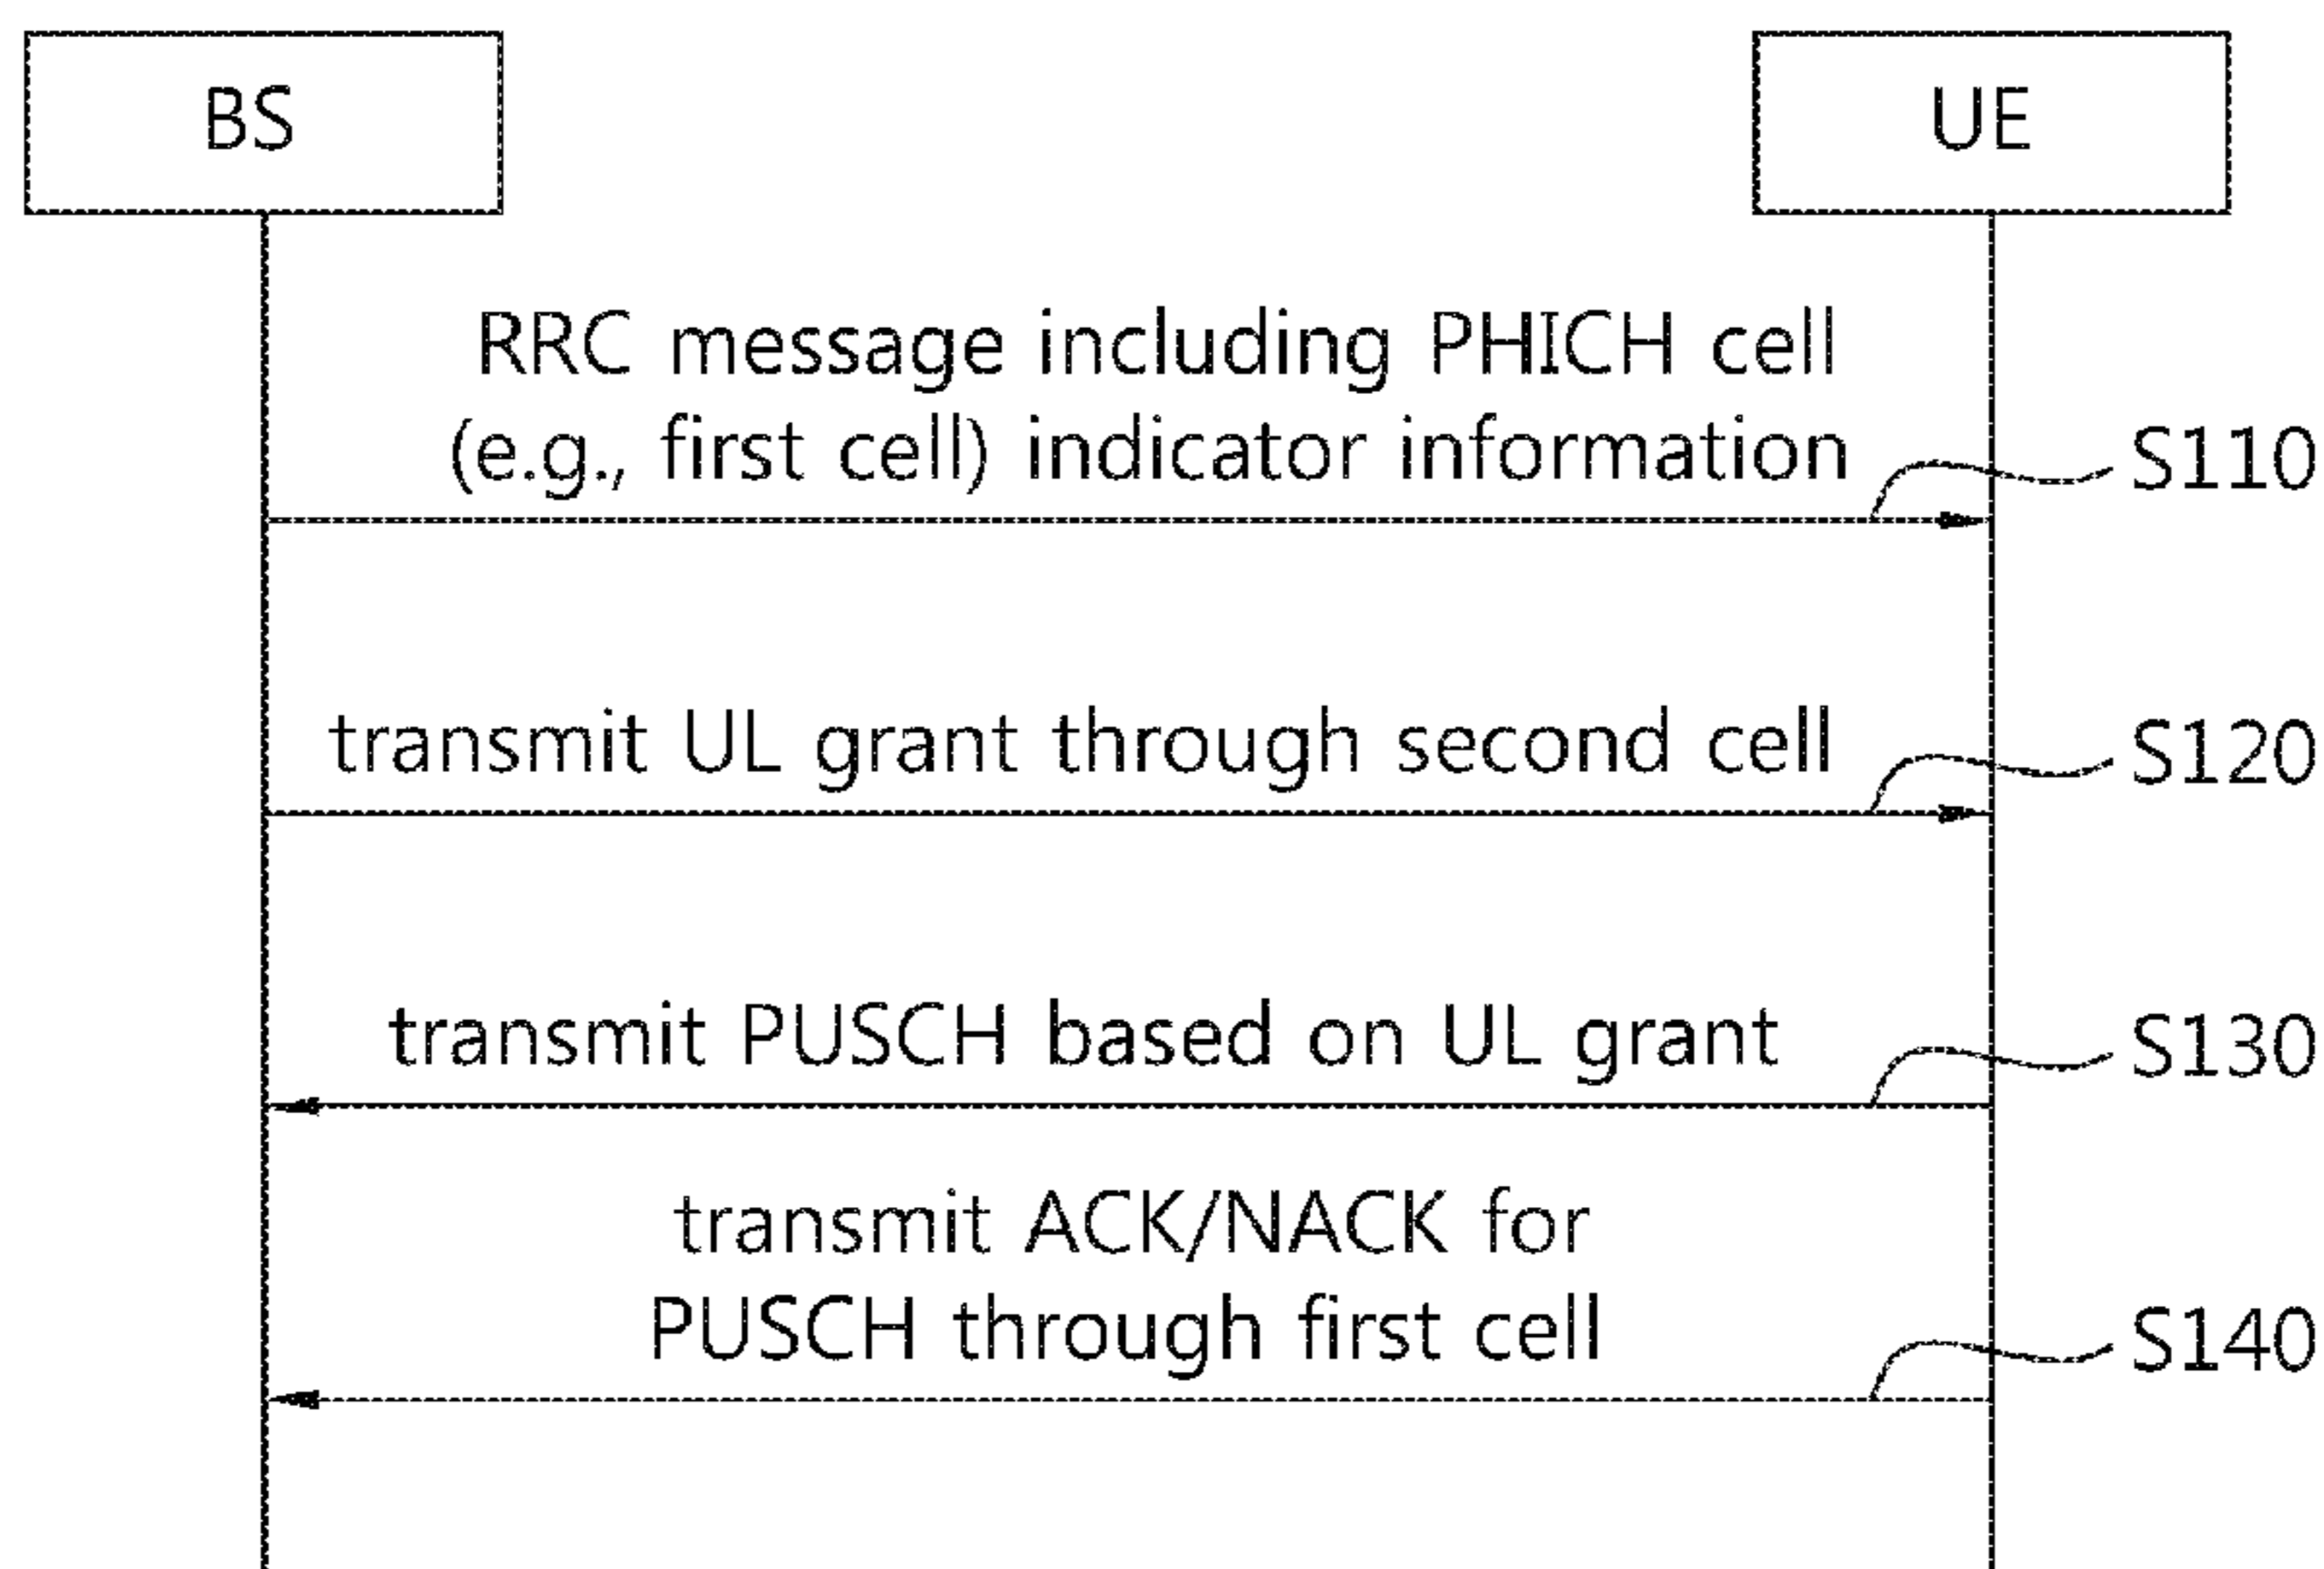 BS
UE
RRC message including PHICH cell
(e.g., first cell) indicator information
S110
transmit UL grant through second cell
S120
transmit PUSCH based on UL grant
S130
transmit ACK/NACK for
PUSCH through first cell
S140